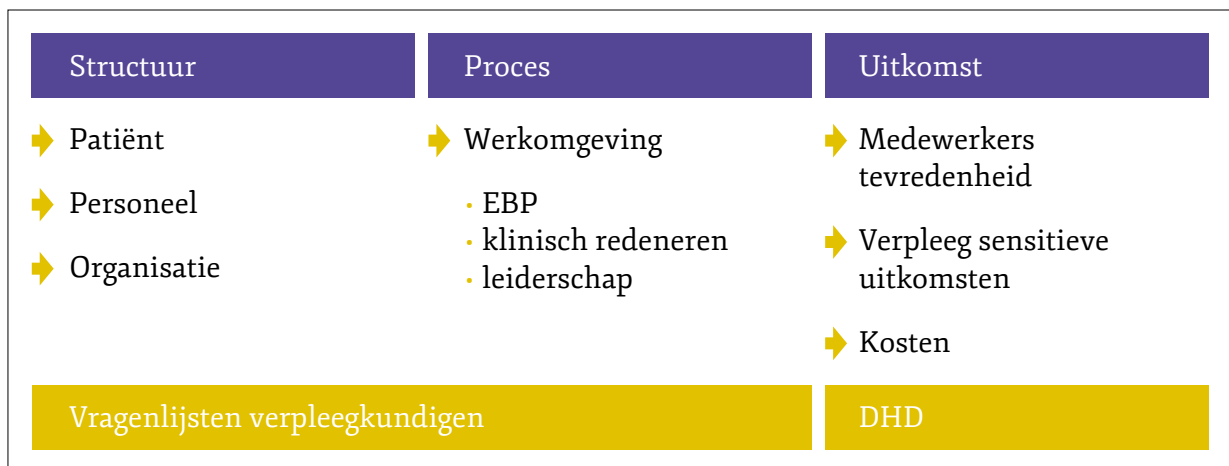 Structuur
Patiënt
Personeel
Organisatie
Proces
Werkomgeving
• EBP
• klinisch redeneren
• leiderschap
Uitkomst
Medewerkers
tevredenheid
Verpleeg sensitieve
uitkomsten
Kosten
Vragenlijsten verpleegkundigen
DHD